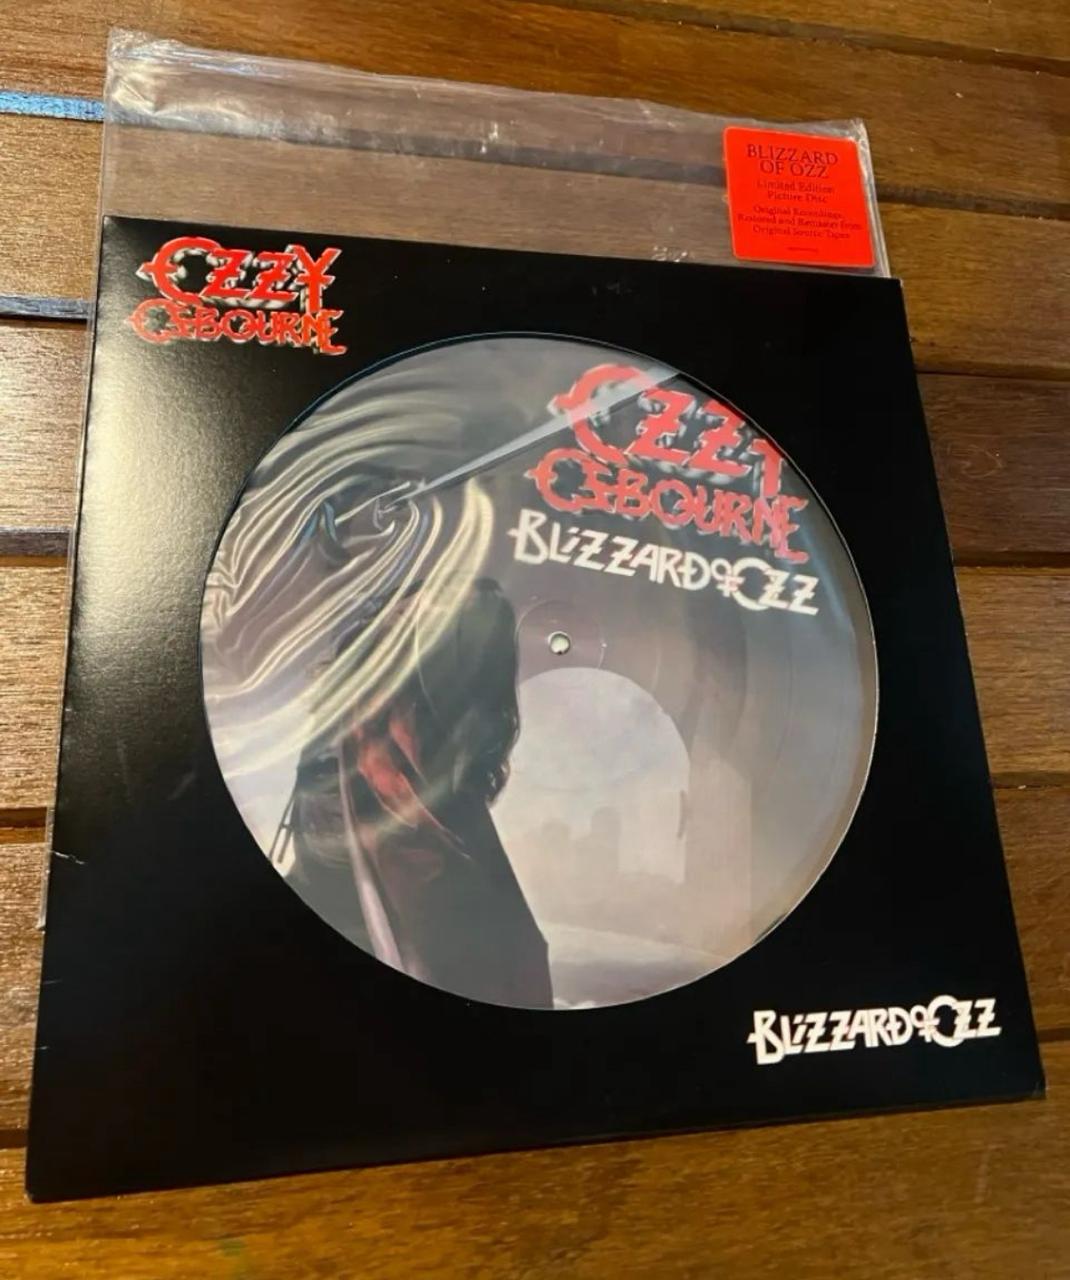 BLIZZARD
OF OZZ
Limited Edition
Picture Disc
Original Recordings,
Restored and Remaster from
Original Source Tapes
OZZY
OSBOURNE
OZZY
OSBOURNE
BLIZZARD OF OZZ
BLIZZARD OF OZZ